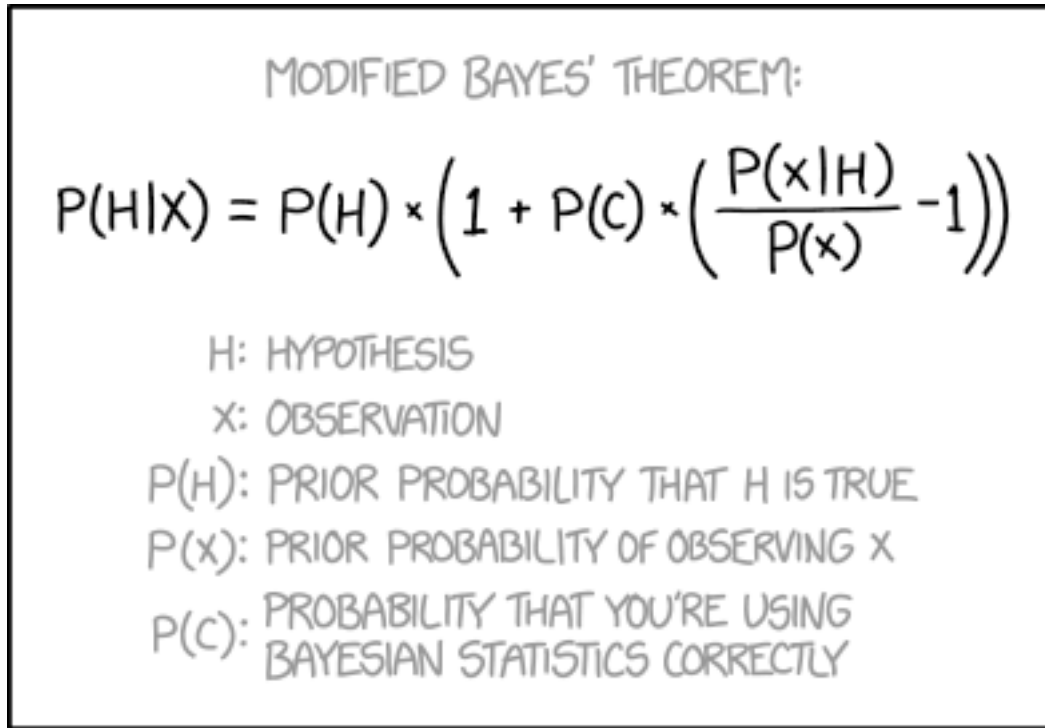 MODIFIED BAYES' THEOREM:
P(H|X) = P(H) × (1 + P(C) × (P(X|H)/P(X) - 1))
H: HYPOTHESIS
X: OBSERVATION
P(H): PRIOR PROBABILITY THAT H IS TRUE
P(X): PRIOR PROBABILITY OF OBSERVING X
P(C): PROBABILITY THAT YOU'RE USING
BAYESIAN STATISTICS CORRECTLY